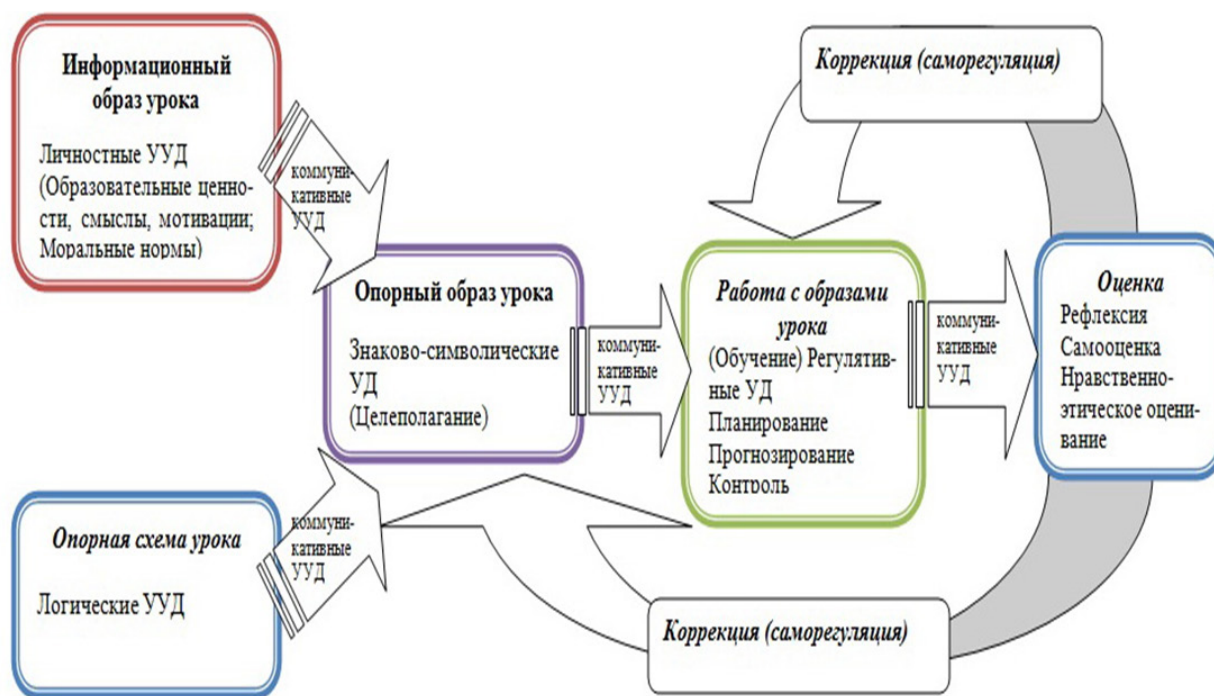 Информационный
образ урока
Личностные УУД
(Образовательные ценно-
сти, смыслы, мотивации;
Моральные нормы)
коммуни-
кативные
УУД
Опорная схема урока
Логические УУД
коммуни-
кативные
УУД
Опорный образ урока
Знаково-символические
УД
(Целеполагание)
коммуни-
кативные
УУД
Коррекция (саморегуляция)
Работа с образами
урока
(Обучение) Регулятив-
ные УД
Планирование
Прогнозирование
Контроль
коммуни-
кативные
УУД
Оценка
Рефлексия
Самооценка
Нравственно-
этическое оцени-
вание
Коррекция (саморегуляция)